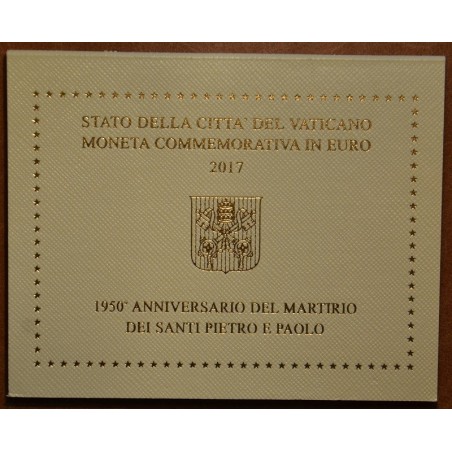 STATO DELLA CITTA' DEL VATICANO
MONETA COMMEMORATIVA IN EURO
2017
1950° ANNIVERSARIO DEL MARTIRIO
DEI SANTI PIETRO E PAOLO